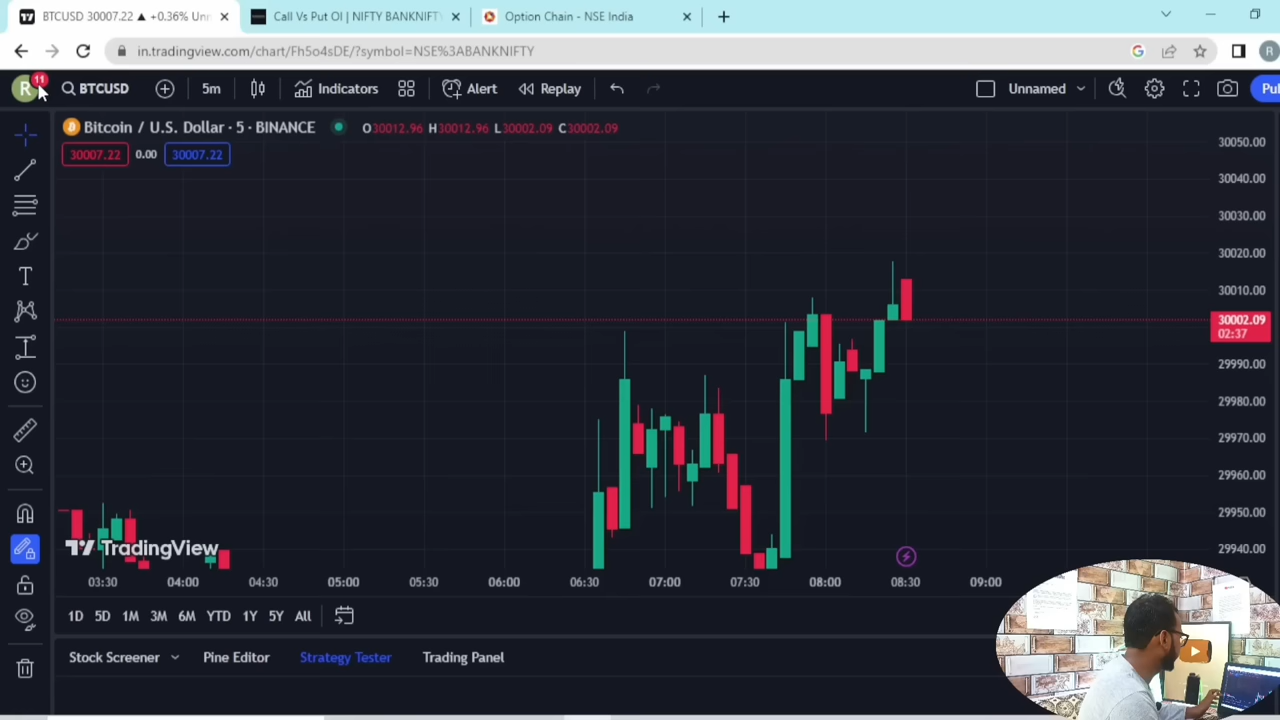 BTCUSD 30007.22 ▲ +0.36% Unn
Call Vs Put OI | NIFTY BANKNIFTY
Option Chain - NSE India
in.tradingview.com/chart/Fh5o4sDE/?symbol=NSE%3ABANKNIFTY
G
R
R
11
BTCUSD
5m
Indicators
Alert
Replay
Unnamed
Pul
Bitcoin / U.S. Dollar · 5 · BINANCE
O30012.96 H30012.96 L30002.09 C30002.09
30007.22 0.00 30007.22
30050.00
30040.00
30030.00
30020.00
30010.00
30002.09
02:37
29990.00
29980.00
29970.00
29960.00
29950.00
29940.00
TradingView
03:30 04:00 04:30 05:00 05:30 06:00 06:30 07:00 07:30 08:00 08:30 09:00
1D 5D 1M 3M 6M YTD 1Y 5Y All
Stock Screener Pine Editor Strategy Tester Trading Panel